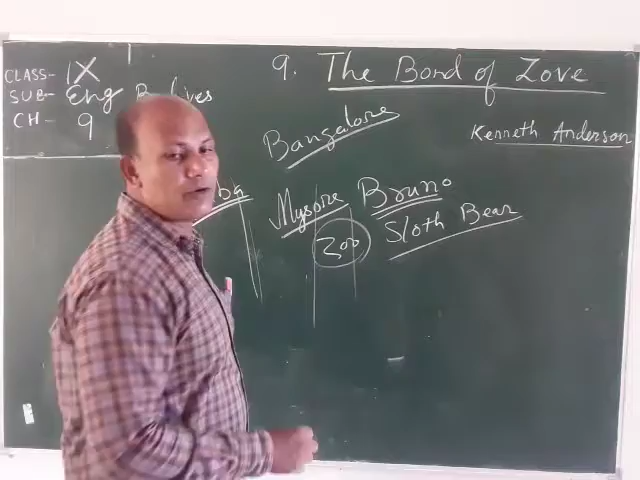 CLASS- IX
SUB- Eng Beehives
CH- 9
9. The Bond of Love
Kenneth Anderson
Bangalore
Mysore Bruno
Zoo Sloth Bear